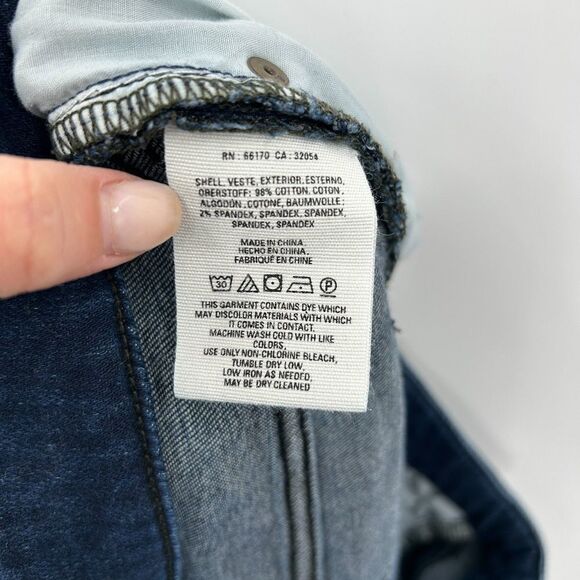 RN : 66170 CA : 32054
SHELL, VESTE, EXTERIOR, ESTERNO,
OBERSTOFF: 98% COTTON, COTON,
ALGODÓN, COTONE, BAUMWOLLE;
2% SPANDEX, SPANDEX, SPANDEX,
SPANDEX, SPANDEX
MADE IN CHINA,
HECHO EN CHINA,
FABRIQUÉ EN CHINE
30 P
THIS GARMENT CONTAINS DYE WHICH
MAY DISCOLOR MATERIALS WITH WHICH
IT COMES IN CONTACT.
MACHINE WASH COLD WITH LIKE
COLORS,
USE ONLY NON-CHLORINE BLEACH,
TUMBLE DRY LOW,
LOW IRON AS NEEDED,
MAY BE DRY CLEANED